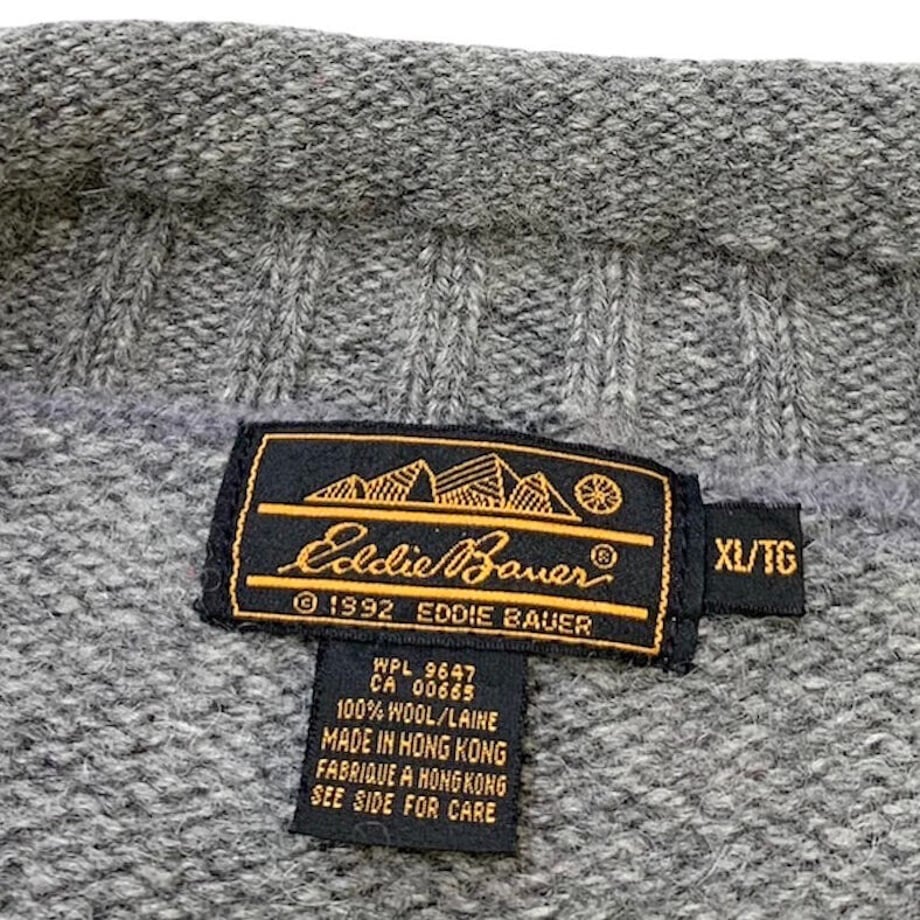 Eddie Bauer®
© 1992 EDDIE BAUER
XL/TG
WPL 9647
CA 00665
100% WOOL/LAINE
MADE IN HONG KONG
FABRIQUE A HONG KONG
SEE SIDE FOR CARE